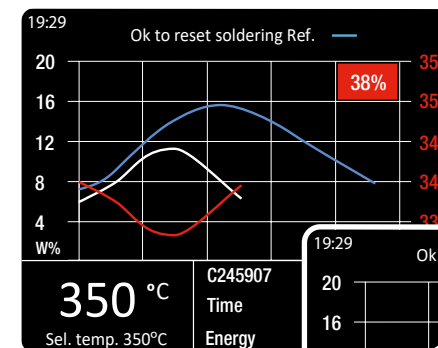 19:29
Ok to reset soldering Ref.
20
38%
16
12
8
4
W%
350 °C
Sel. temp. 350ºC
C245907
Time
Energy
19:29
Ok
20
16